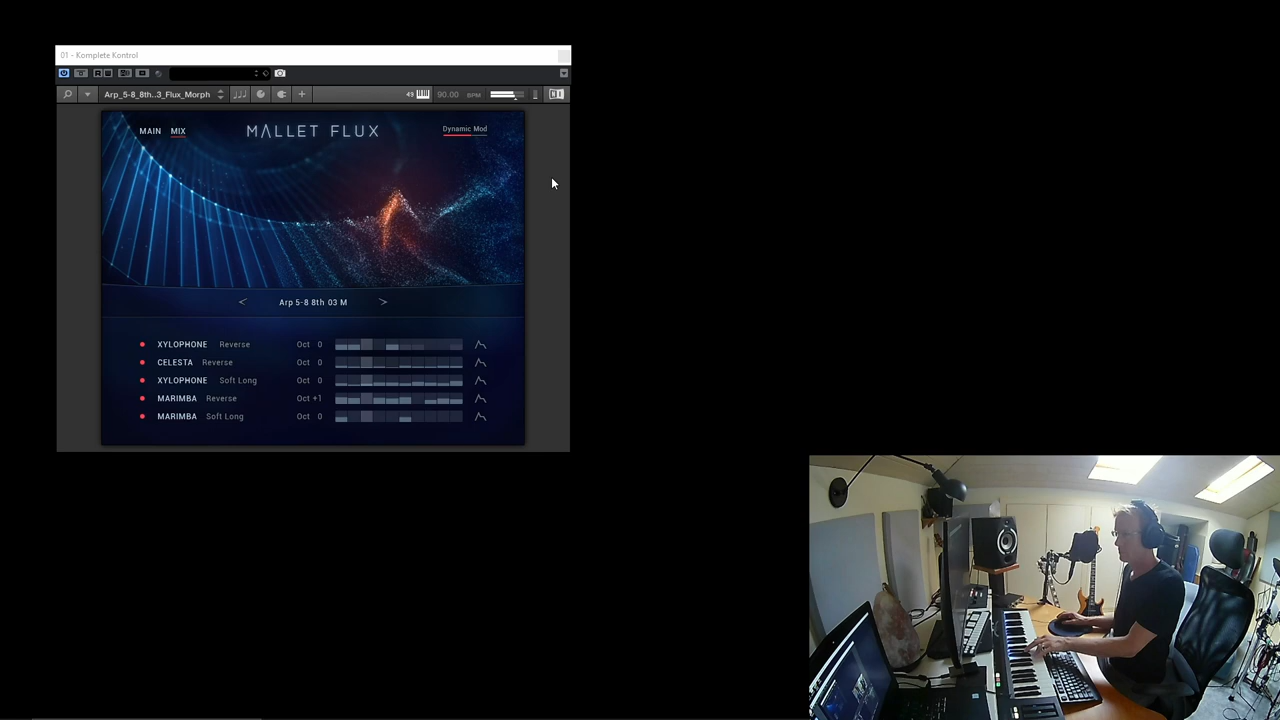 01 - Komplete Kontrol
Arp_5-8_8th..3_Flux_Morph
49
90.00 BPM
MAIN MIX
MALLET FLUX
Dynamic Mod
< Arp 5-8 8th 03 M >
XYLOPHONE Reverse Oct 0
CELESTA Reverse Oct 0
XYLOPHONE Soft Long Oct 0
MARIMBA Reverse Oct +1
MARIMBA Soft Long Oct 0